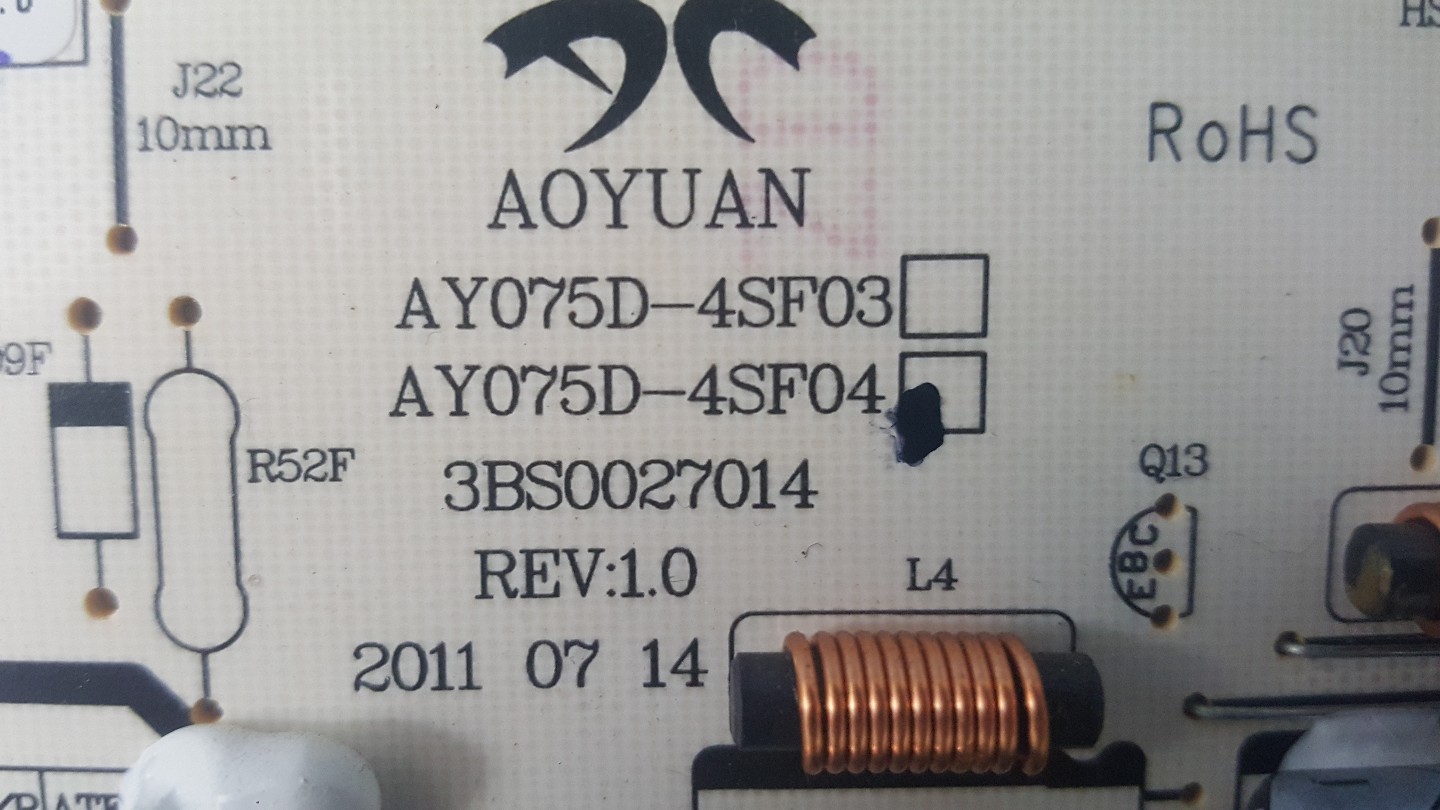 J22
10mm
AOYUAN
RoHS
AY075D-4SF03
AY075D-4SF04
3BS0027014
REV:1.0
2011 07 14
9F
R52F
L4
Q13
EBC
J20
10mm